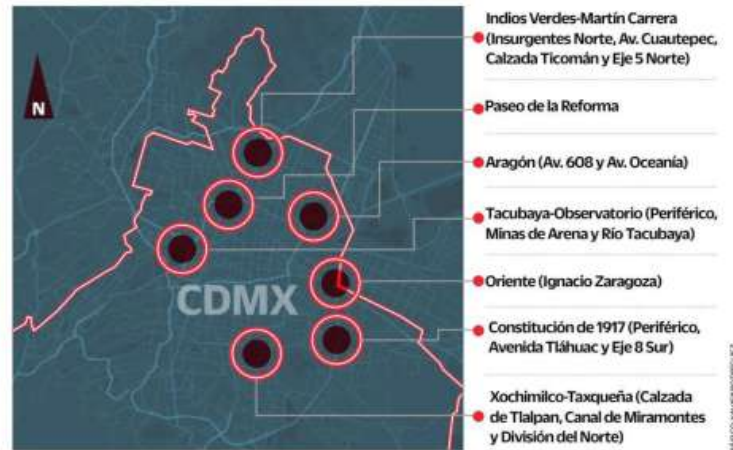 Indios Verdes-Martín Carrera
(Insurgentes Norte, Av. Cuautepec,
Calzada Ticomán y Eje 5 Norte)
Paseo de la Reforma
Aragón (Av. 608 y Av. Oceanía)
Tacubaya-Observatorio (Periférico,
Minas de Arena y Río Tacubaya)
Oriente (Ignacio Zaragoza)
Constitución de 1917 (Periférico,
Avenida Tláhuac y Eje 8 Sur)
Xochimilco-Taxqueña (Calzada
de Tlalpan, Canal de Miramontes
y División del Norte)
N
CDMX